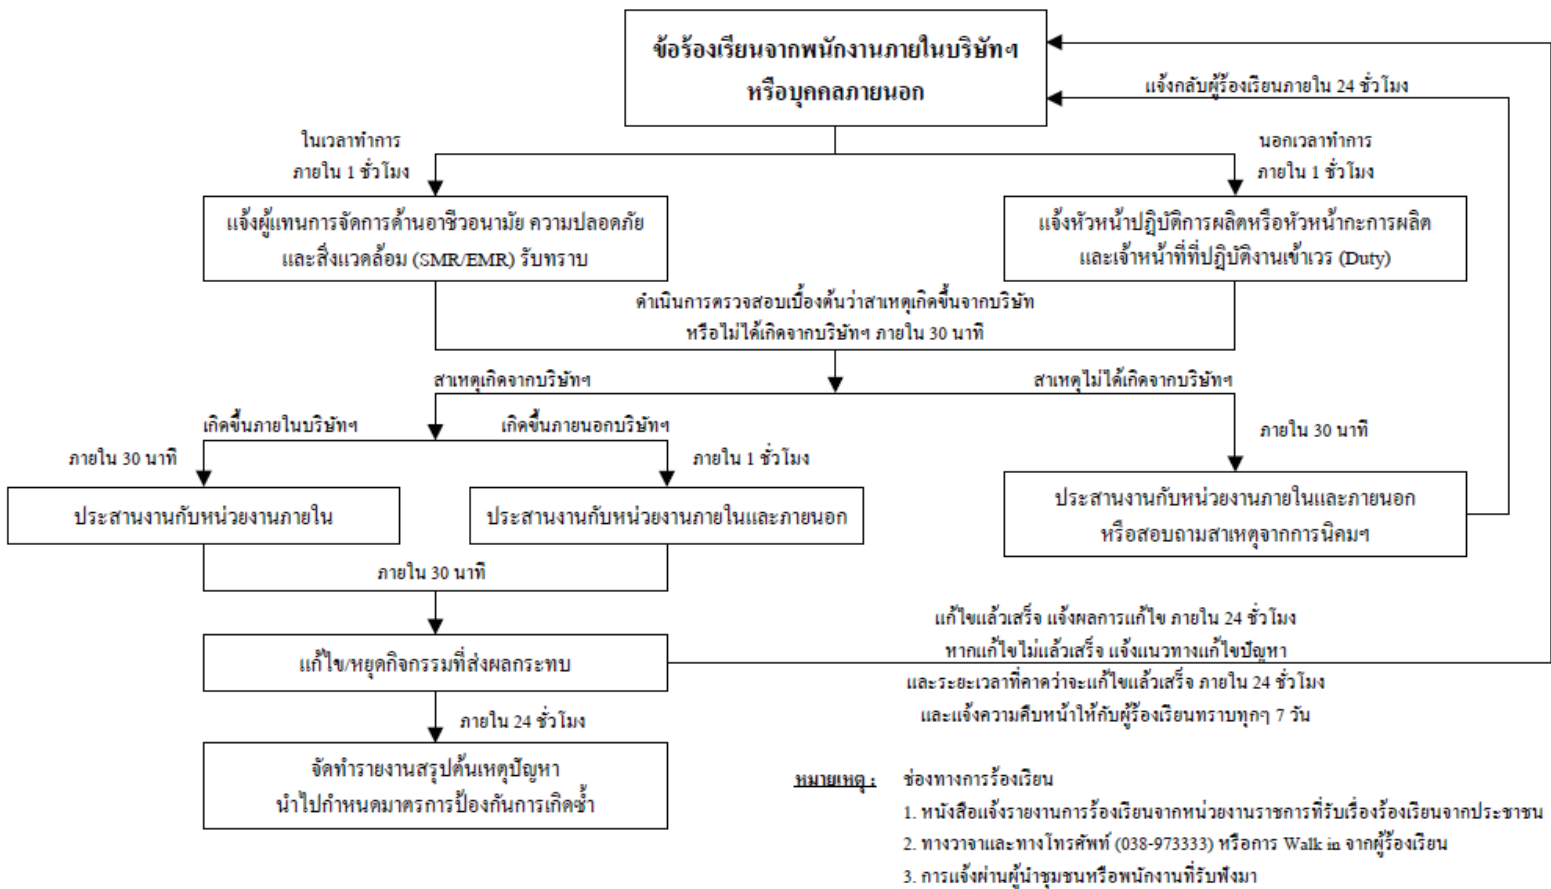 ข้อร้องเรียนจากพนักงานภายในบริษัทฯ
หรือบุคคลภายนอก
แจ้งกลับผู้ร้องเรียนภายใน 24 ชั่วโมง
ในเวลาทำการ
ภายใน 1 ชั่วโมง
นอกเวลาทำการ
ภายใน 1 ชั่วโมง
แจ้งผู้แทนการจัดการด้านอาชีวอนามัย ความปลอดภัย
และสิ่งแวดล้อม (SMR/EMR) รับทราบ
แจ้งหัวหน้าปฏิบัติการผลิตหรือหัวหน้ากะการผลิต
และเจ้าหน้าที่ที่ปฏิบัติงานเข้าเวร (Duty)
ดำเนินการตรวจสอบเบื้องต้นว่าสาเหตุเกิดขึ้นจากบริษัท
หรือไม่ได้เกิดจากบริษัทฯ ภายใน 30 นาที
สาเหตุเกิดจากบริษัทฯ
สาเหตุไม่ได้เกิดจากบริษัทฯ
เกิดขึ้นภายในบริษัทฯ
เกิดขึ้นภายนอกบริษัทฯ
ภายใน 30 นาที
ภายใน 30 นาที
ภายใน 1 ชั่วโมง
ประสานงานกับหน่วยงานภายใน
ประสานงานกับหน่วยงานภายในและภายนอก
ประสานงานกับหน่วยงานภายในและภายนอก
หรือสอบถามสาเหตุจากการนิคมฯ
ภายใน 30 นาที
แก้ไข/หยุดกิจกรรมที่ส่งผลกระทบ
แก้ไขแล้วเสร็จ แจ้งผลการแก้ไข ภายใน 24 ชั่วโมง
หากแก้ไขไม่แล้วเสร็จ แจ้งแนวทางแก้ไขปัญหา
และระยะเวลาที่คาดว่าจะแก้ไขแล้วเสร็จ ภายใน 24 ชั่วโมง
และแจ้งความคืบหน้าให้กับผู้ร้องเรียนทราบทุกๆ 7 วัน
ภายใน 24 ชั่วโมง
จัดทำรายงานสรุปต้นเหตุปัญหา
นำไปกำหนดมาตรการป้องกันการเกิดซ้ำ
หมายเหตุ : ช่องทางการร้องเรียน
1. หนังสือแจ้งรายงานการร้องเรียนจากหน่วยงานราชการที่รับเรื่องร้องเรียนจากประชาชน
2. ทางวาจาและทางโทรศัพท์ (038-973333) หรือการ Walk in จากผู้ร้องเรียน
3. การแจ้งผ่านผู้นำชุมชนหรือพนักงานที่รับฟังมา